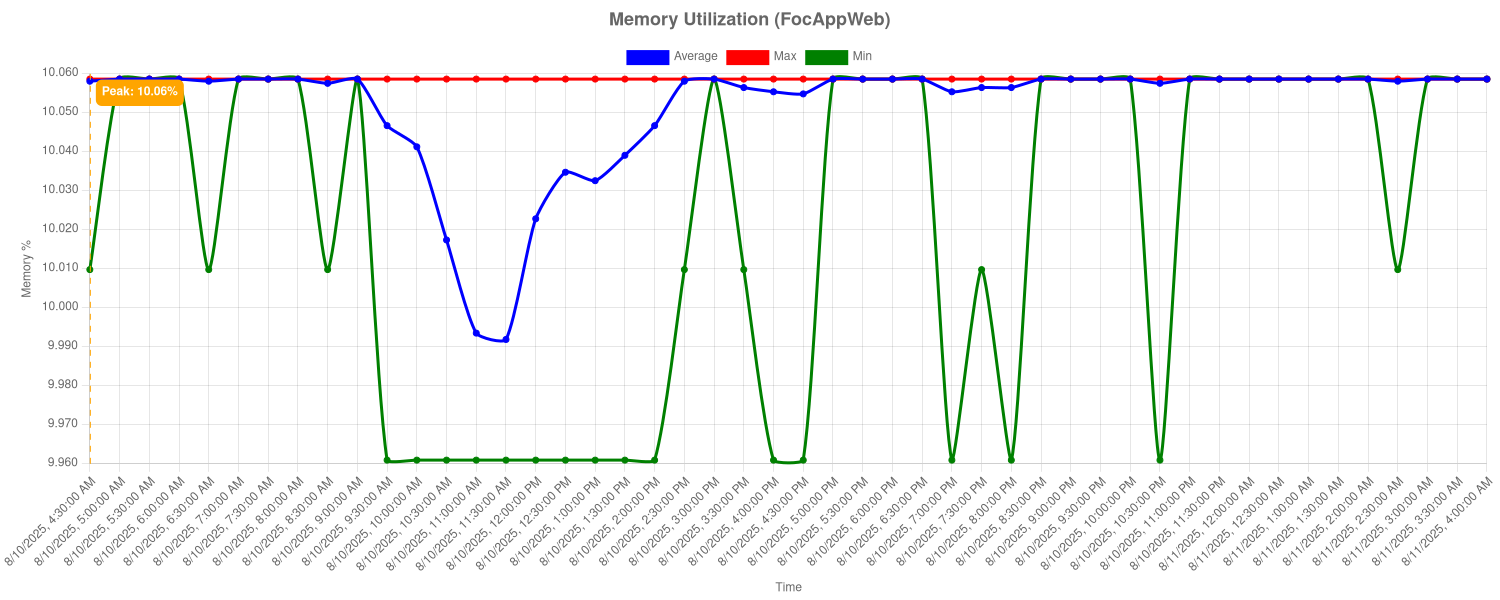 Memory Utilization (FocAppWeb)
Average Max Min
10.060
10.050
10.040
10.030
10.020
10.010
10.000
9.990
9.980
9.970
9.960
Memory %
Peak: 10.06%
8/10/2025, 4:30:00 AM
8/10/2025, 5:00:00 AM
8/10/2025, 5:30:00 AM
8/10/2025, 6:00:00 AM
8/10/2025, 6:30:00 AM
8/10/2025, 7:00:00 AM
8/10/2025, 7:30:00 AM
8/10/2025, 8:00:00 AM
8/10/2025, 8:30:00 AM
8/10/2025, 9:00:00 AM
8/10/2025, 9:30:00 AM
8/10/2025, 10:00:00 AM
8/10/2025, 10:30:00 AM
8/10/2025, 11:00:00 AM
8/10/2025, 11:30:00 AM
8/10/2025, 12:00:00 PM
8/10/2025, 12:30:00 PM
8/10/2025, 1:00:00 PM
8/10/2025, 1:30:00 PM
8/10/2025, 2:00:00 PM
8/10/2025, 2:30:00 PM
8/10/2025, 3:00:00 PM
8/10/2025, 3:30:00 PM
8/10/2025, 4:00:00 PM
8/10/2025, 4:30:00 PM
8/10/2025, 5:00:00 PM
8/10/2025, 5:30:00 PM
8/10/2025, 6:00:00 PM
8/10/2025, 6:30:00 PM
8/10/2025, 7:00:00 PM
8/10/2025, 7:30:00 PM
8/10/2025, 8:00:00 PM
8/10/2025, 8:30:00 PM
8/10/2025, 9:00:00 PM
8/10/2025, 9:30:00 PM
8/10/2025, 10:00:00 PM
8/10/2025, 10:30:00 PM
8/10/2025, 11:00:00 PM
8/10/2025, 11:30:00 PM
8/11/2025, 12:00:00 AM
8/11/2025, 12:30:00 AM
8/11/2025, 1:00:00 AM
8/11/2025, 1:30:00 AM
8/11/2025, 2:00:00 AM
8/11/2025, 2:30:00 AM
8/11/2025, 3:00:00 AM
8/11/2025, 3:30:00 AM
8/11/2025, 4:00:00 AM
Time